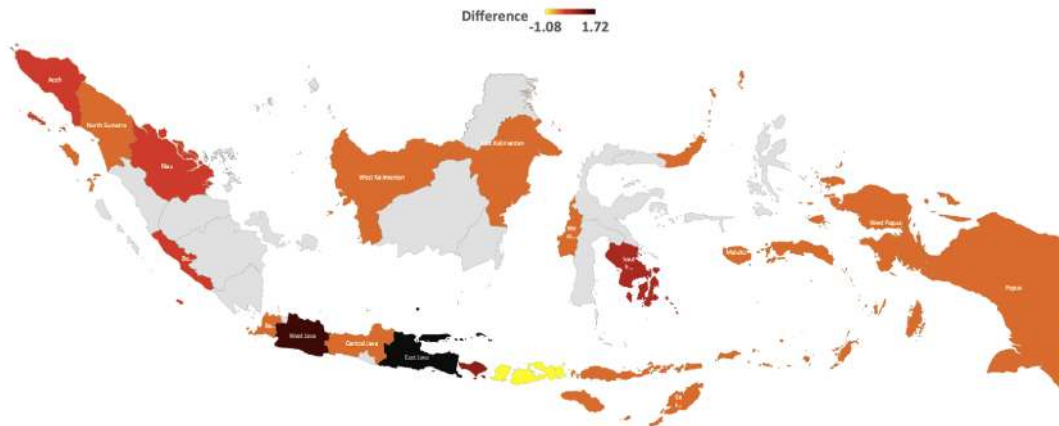 Difference
-1.08 1.72
Aceh
North Sumatra
Riau
West Kalimantan
East Kalimantan
West Papua
Maluku
Papua
West Java
Central Java
East Java